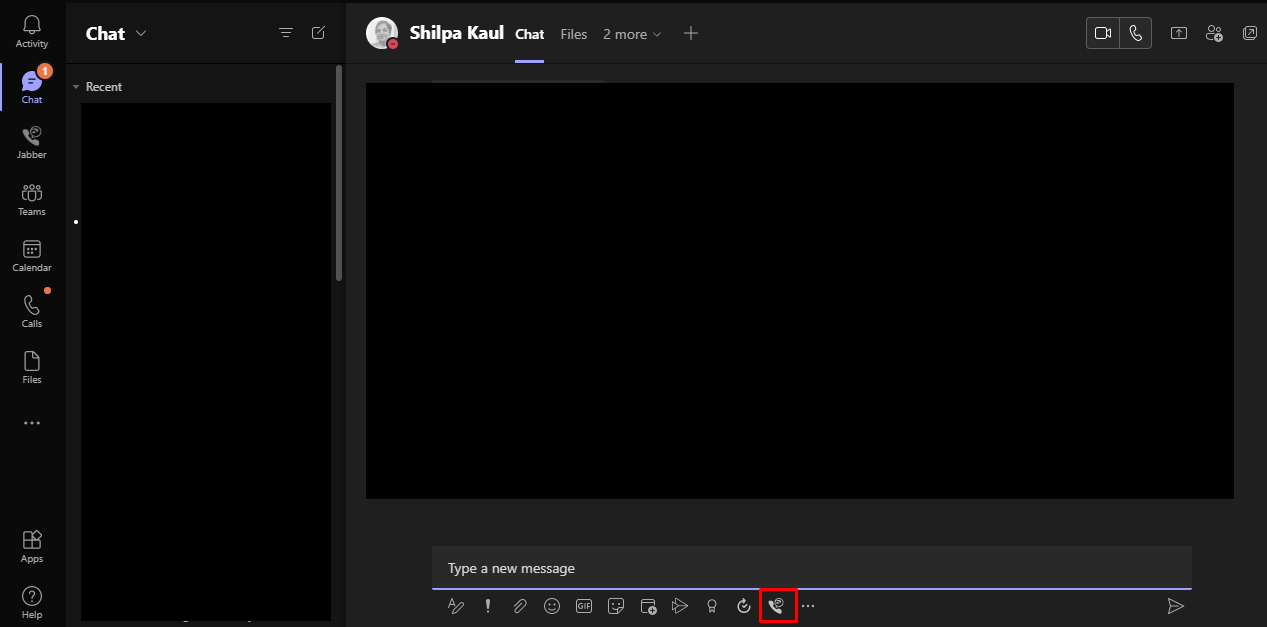 Activity
Chat
1
Chat
Jabber
Teams
Calendar
Calls
Files
Apps
Help
Recent
Shilpa Kaul Chat Files 2 more
Type a new message
GIF